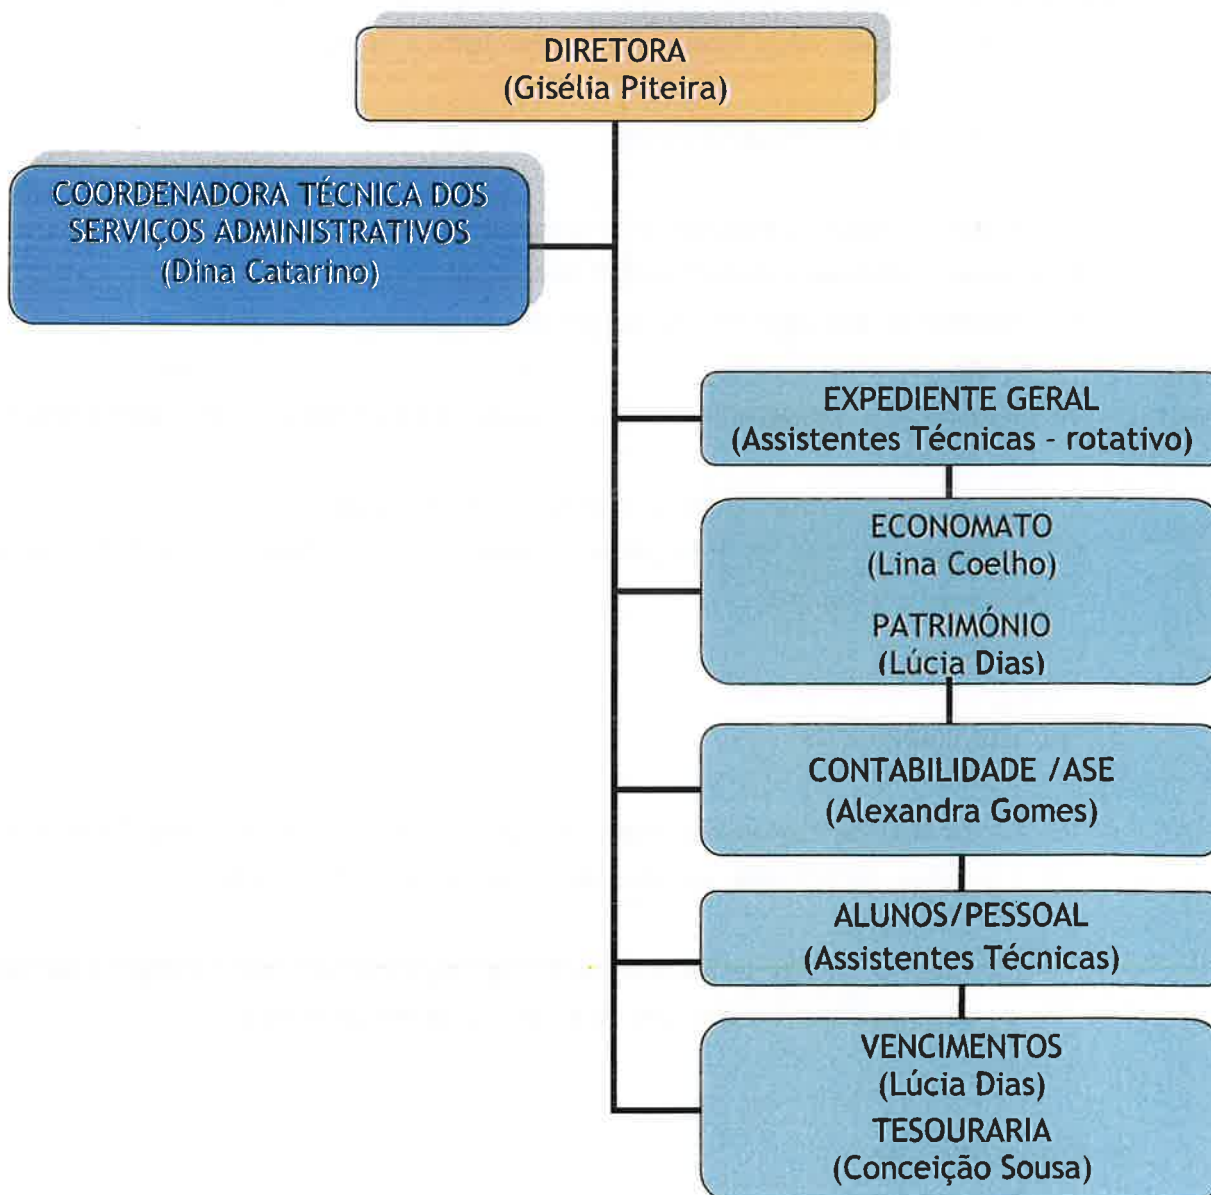 DIRETORA
(Gisélia Piteira)
COORDENADORA TÉCNICA DOS
SERVIÇOS ADMINISTRATIVOS
(Dina Catarino)
EXPEDIENTE GERAL
(Assistentes Técnicas - rotativo)
ECONOMATO
(Lina Coelho)
PATRIMÓNIO
(Lúcia Dias)
CONTABILIDADE /ASE
(Alexandra Gomes)
ALUNOS/PESSOAL
(Assistentes Técnicas)
VENCIMENTOS
(Lúcia Dias)
TESOURARIA
(Conceição Sousa)